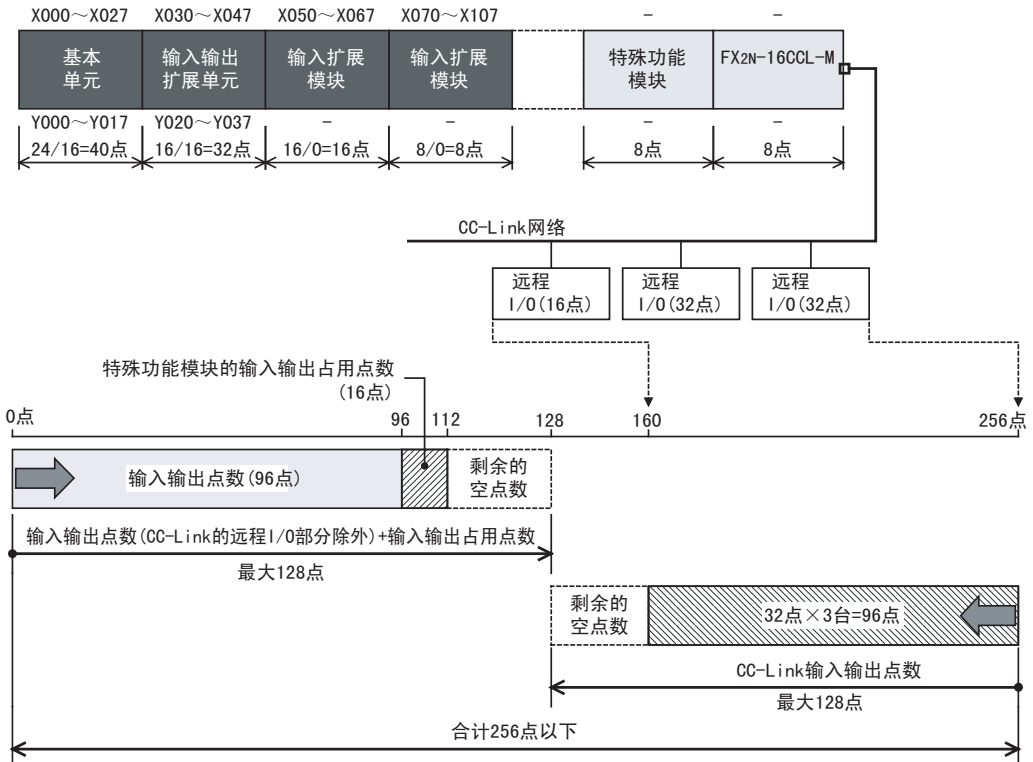 X000～X027 X030～X047 X050～X067 X070～X107 － －
基本
单元
输入输出
扩展单元
输入扩展
模块
输入扩展
模块
特殊功能
模块
FX2N-16CCL-M
Y000～Y017 Y020～Y037 － － － －
24/16=40点 16/16=32点 16/0=16点 8/0=8点 8点 8点
CC-Link网络
远程
I/O(16点)
远程
I/O(32点)
远程
I/O(32点)
特殊功能模块的输入输出占用点数
(16点)
0点 96 112 128 160 256点
输入输出点数(96点)
剩余的
空点数
输入输出点数(CC-Link的远程I/O部分除外)+输入输出占用点数
最大128点
剩余的
空点数
32点×3台=96点
CC-Link输入输出点数
最大128点
合计256点以下